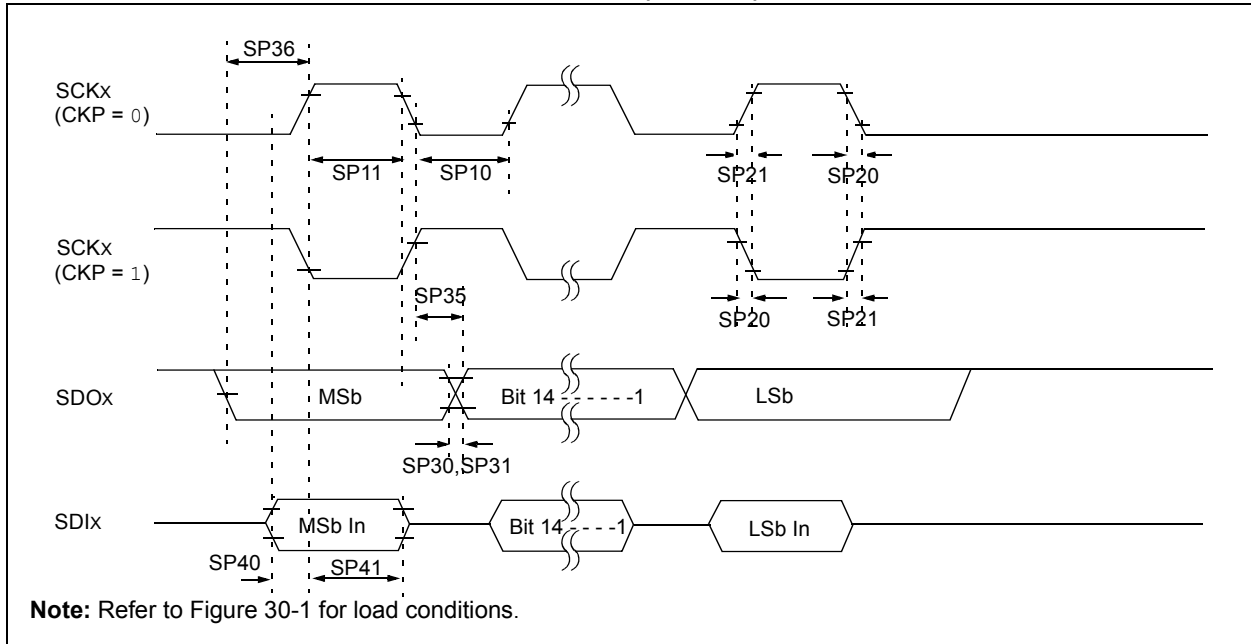 SP36
SCKx
(CKP = 0)
SP11
SP10
SP21
SP20
SCKx
(CKP = 1)
SP35
SP20
SP21
SDOx
MSb
Bit 14 - - - - - -1
LSb
SP30,SP31
SDIx
MSb In
Bit 14 - - - -1
LSb In
SP40
SP41
Note: Refer to Figure 30-1 for load conditions.